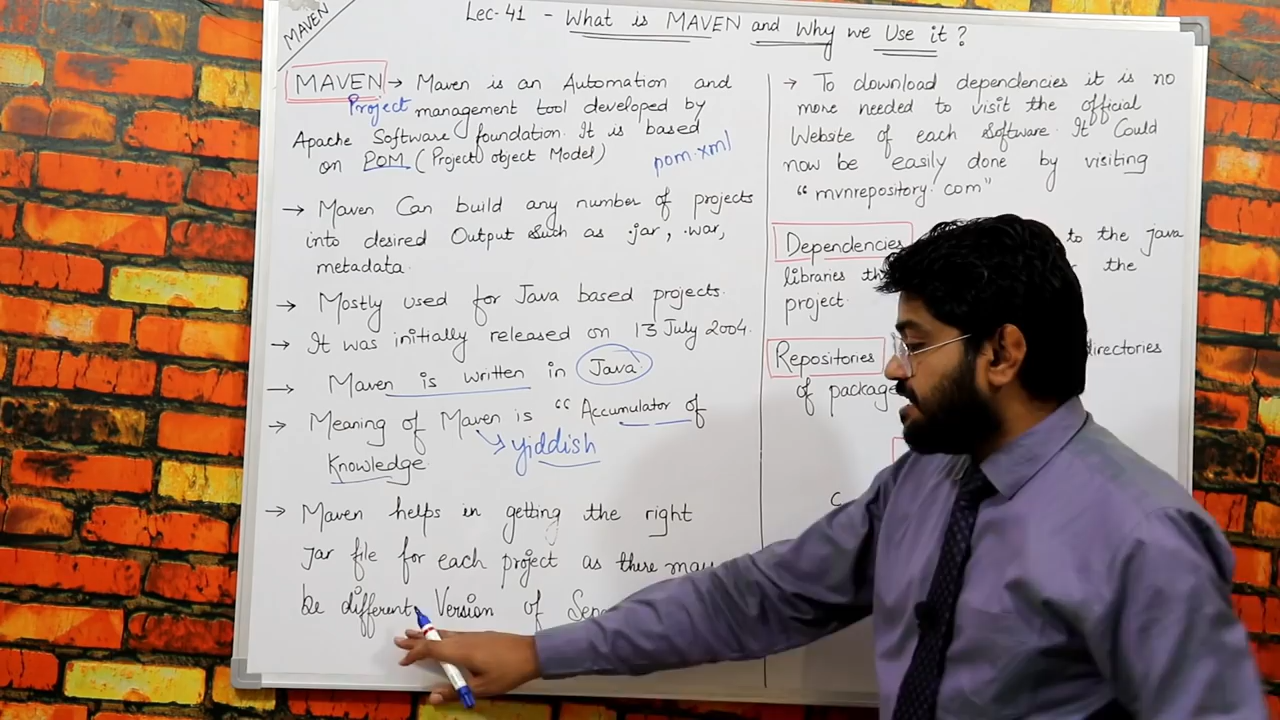 MAVEN
Lec-41 - What is MAVEN and Why we Use it ?
MAVEN → Maven is an Automation and
Project management tool developed by
Apache Software foundation. It is based
on POM (Project object Model)
pom.xml
→ Maven Can build any number of projects
into desired Output such as .jar, .war,
metadata.
→ Mostly used for Java based projects.
→ It was initially released on 13 July 2004.
→ Maven is written in Java.
→ Meaning of Maven is “ Accumulator of
Knowledge
→ yiddish
→ Maven helps in getting the right
Jar file for each project as there may
be different Version of
→ To download dependencies it is no
more needed to visit the official
Website of each Software. It Could
now be easily done by visiting
“ mvnrepository.com”
Dependencies to the Java
libraries the
project.
Repositories directories
of package